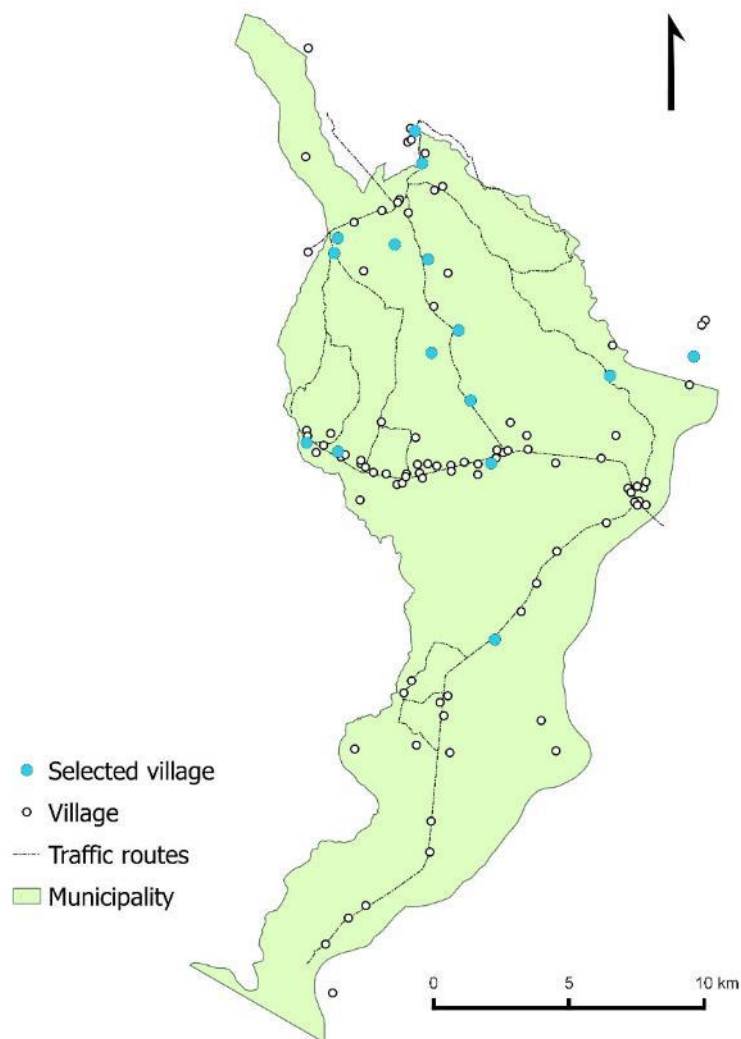 Selected village
Village
Traffic routes
Municipality
0 5 10 km